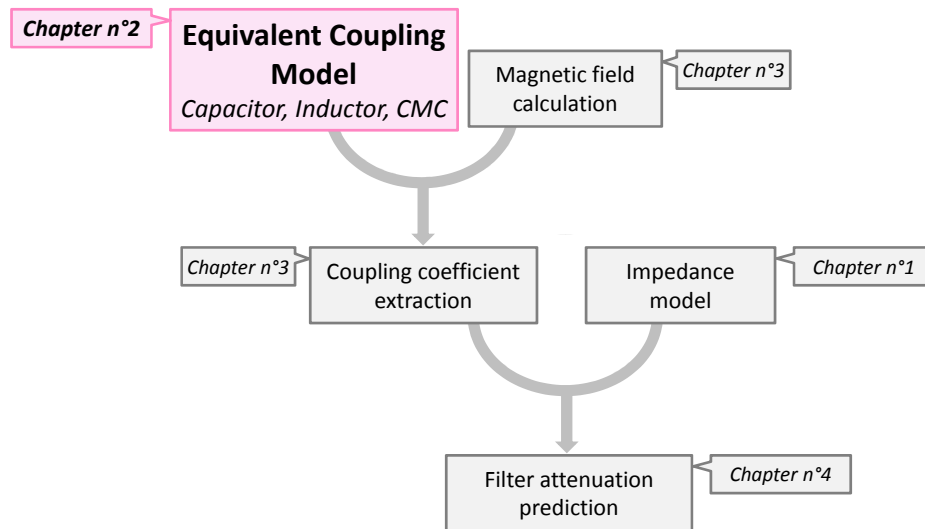 Chapter n°2
Equivalent Coupling
Model
Capacitor, Inductor, CMC
Magnetic field
calculation
Chapter n°3
Chapter n°3
Coupling coefficient
extraction
Impedance
model
Chapter n°1
Filter attenuation
prediction
Chapter n°4